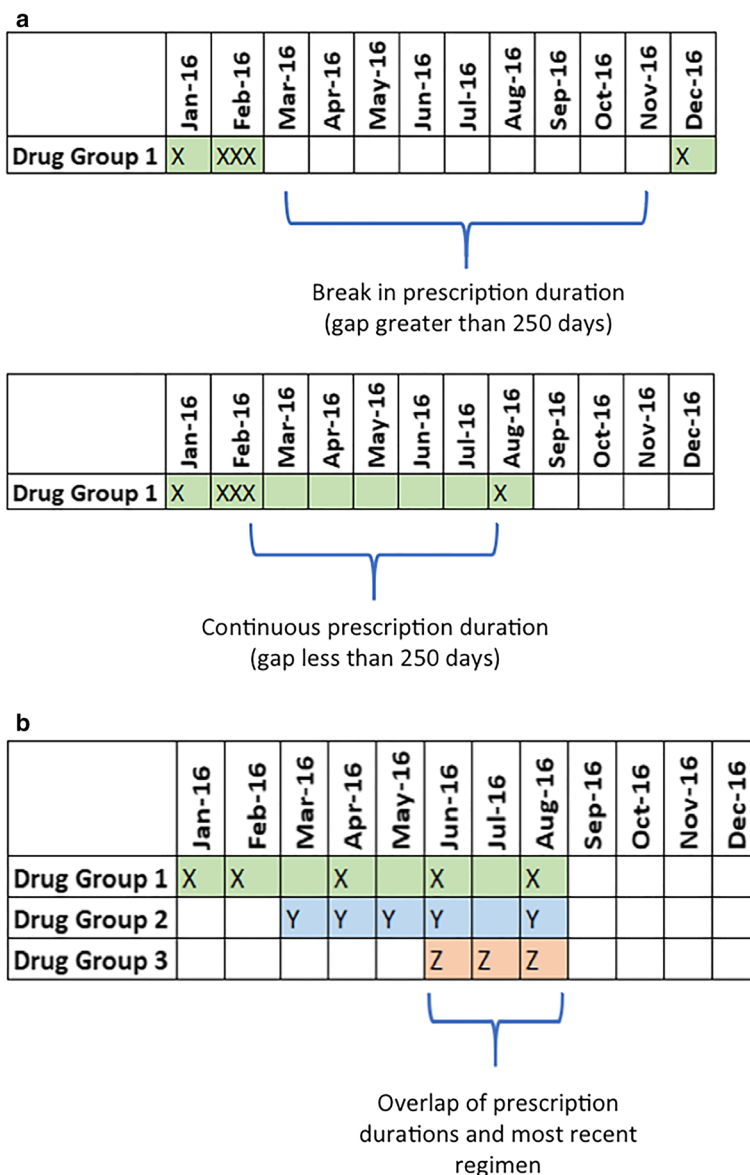 a
Jan-16 Feb-16 Mar-16 Apr-16 May-16 Jun-16 Jul-16 Aug-16 Sep-16 Oct-16 Nov-16 Dec-16
Drug Group 1 X XXX X
Break in prescription duration
(gap greater than 250 days)
Jan-16 Feb-16 Mar-16 Apr-16 May-16 Jun-16 Jul-16 Aug-16 Sep-16 Oct-16 Nov-16 Dec-16
Drug Group 1 X XXX X
Continuous prescription duration
(gap less than 250 days)
b
Jan-16 Feb-16 Mar-16 Apr-16 May-16 Jun-16 Jul-16 Aug-16 Sep-16 Oct-16 Nov-16 Dec-16
Drug Group 1 X X X X X
Drug Group 2 Y Y Y Y Y
Drug Group 3 Z Z Z
Overlap of prescription
durations and most recent
regimen